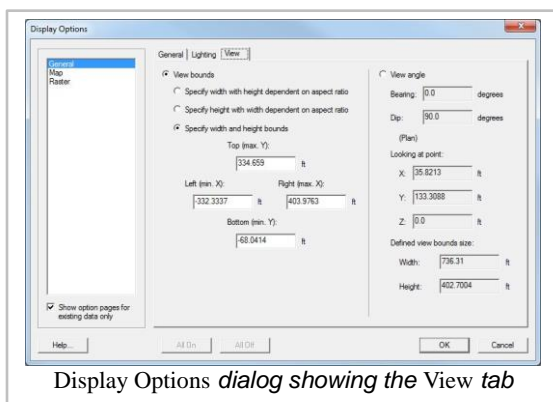 Display Options
General
Map
Raster
Show option pages for
existing data only
General Lighting View
View bounds
Specify width with height dependent on aspect ratio
Specify height with width dependent on aspect ratio
Specify width and height bounds
Top (max. Y):
334.659 ft
Left (min. X): Right (max. X):
-332.3337 ft 403.9763 ft
Bottom (min. Y):
-68.0414 ft
View angle
Bearing: 0.0 degrees
Dip: 90.0 degrees
(Plan)
Looking at point:
X: 35.8213 ft
Y: 133.3088 ft
Z: 0.0 ft
Defined view bounds size:
Width: 736.31 ft
Height: 402.7004 ft
Help... All On All Off OK Cancel
Display Options dialog showing the View tab